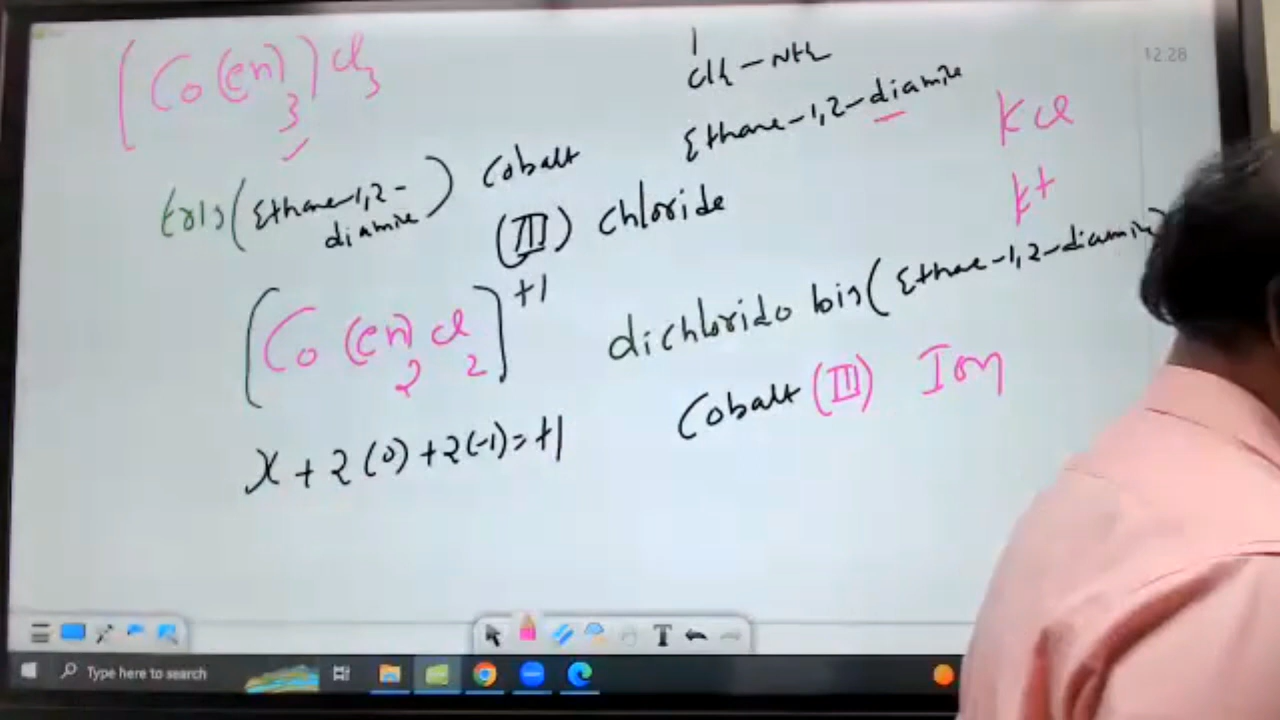 [Co(en)3]Cl3
tris(Ethane-1,2-diamine) Cobalt
(III) chloride
CH2-NH2
Ethane-1,2-diamine
KCl
K+
[Co(en)2Cl2]+1
dichlorido bis(Ethane-1,2-diamine)
Cobalt (III) Ion
x + 2(0) + 2(-1) = +1
12:28
Type here to search
T